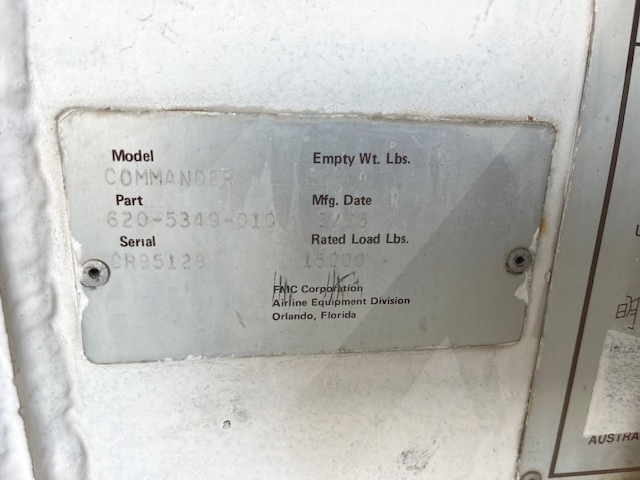 Model
Empty Wt. Lbs.
COMMANDER
Part
Mfg. Date
620-5349-010
Serial
Rated Load Lbs.
CR95129
15000
FMC Corporation
Airline Equipment Division
Orlando, Florida
AUSTRA